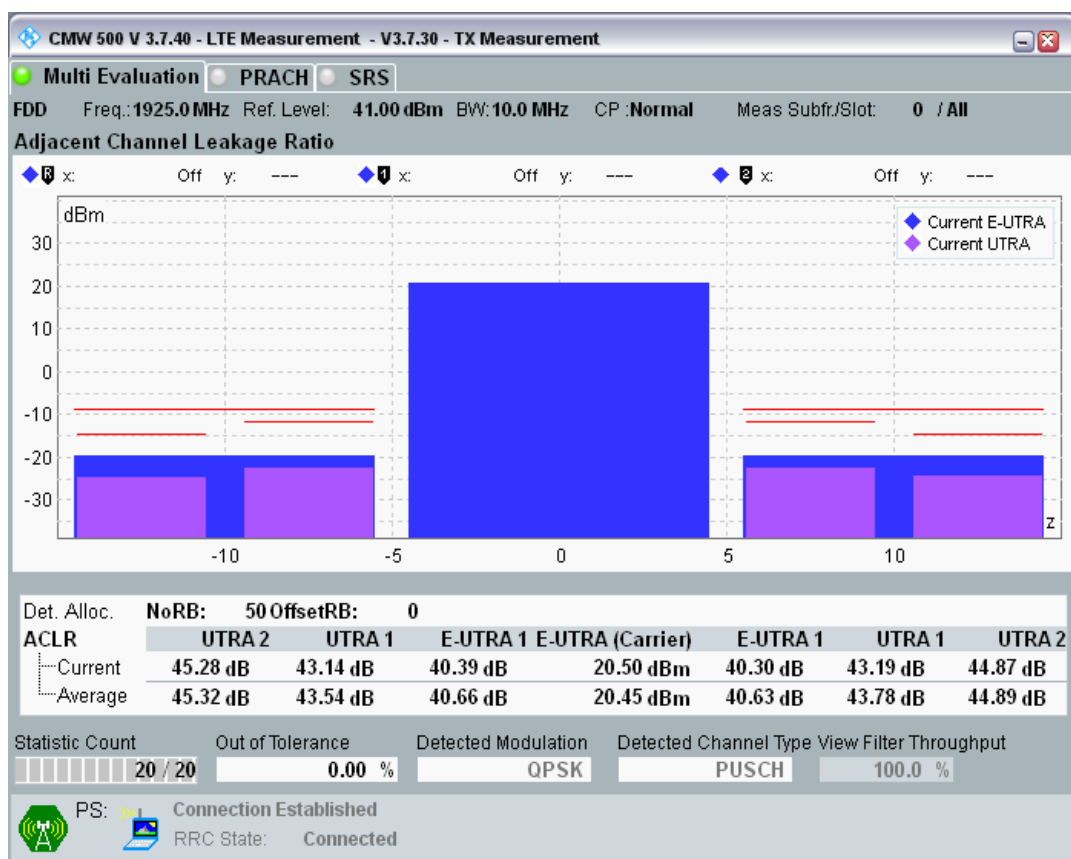 CMW 500 V 3.7.40 - LTE Measurement - V3.7.30 - TX Measurement
Multi Evaluation PRACH SRS
FDD Freq.: 1925.0 MHz Ref. Level: 41.00 dBm BW: 10.0 MHz CP : Normal Meas Subfr./Slot: 0 / All
Adjacent Channel Leakage Ratio
R x: Off y: --- 1 x: Off y: --- 2 x: Off y: ---
dBm
Current E-UTRA
Current UTRA
30
20
10
0
-10
-20
-30
z
-10 -5 0 5 10
Det. Alloc. NoRB: 50 OffsetRB: 0
ACLR UTRA 2 UTRA 1 E-UTRA 1 E-UTRA (Carrier) E-UTRA 1 UTRA 1 UTRA 2
Current 45.28 dB 43.14 dB 40.39 dB 20.50 dBm 40.30 dB 43.19 dB 44.87 dB
Average 45.32 dB 43.54 dB 40.66 dB 20.45 dBm 40.63 dB 43.78 dB 44.89 dB
Statistic Count Out of Tolerance Detected Modulation Detected Channel Type View Filter Throughput
20 / 20 0.00 % QPSK PUSCH 100.0 %
PS: Connection Established
RRC State: Connected